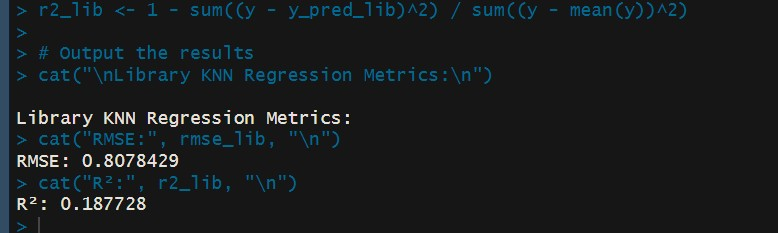 > r2_lib <- 1 - sum((y - y_pred_lib)^2) / sum((y - mean(y))^2)
>
> # Output the results
> cat("\nLibrary KNN Regression Metrics:\n")

Library KNN Regression Metrics:
> cat("RMSE:", rmse_lib, "\n")
RMSE: 0.8078429
> cat("R²:", r2_lib, "\n")
R²: 0.187728
>